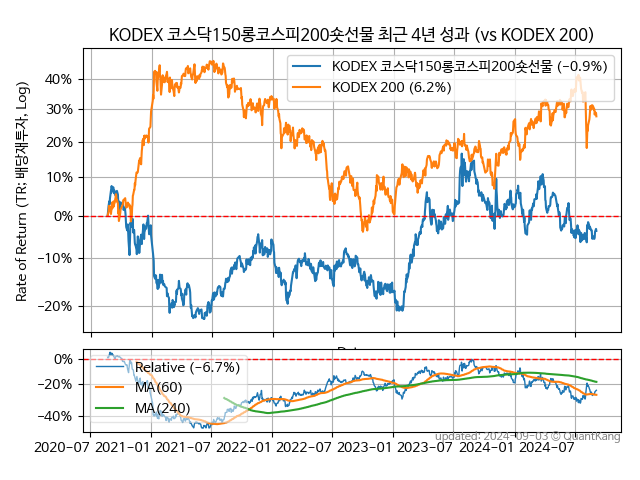 KODEX 코스닥150롱코스피200숏선물 최근 4년 성과 (vs KODEX 200)
Rate of Return (TR: 배당재투자, Log)
40%
30%
20%
10%
0%
-10%
-20%
KODEX 코스닥150롱코스피200숏선물 (-0.9%)
KODEX 200 (6.2%)
0%
-20%
-40%
Relative (-6.7%)
MA(60)
MA(240)
updated: 2024-09-03 © QuantKang
2020-07 2021-01 2021-07 2022-01 2022-07 2023-01 2023-07 2024-01 2024-07